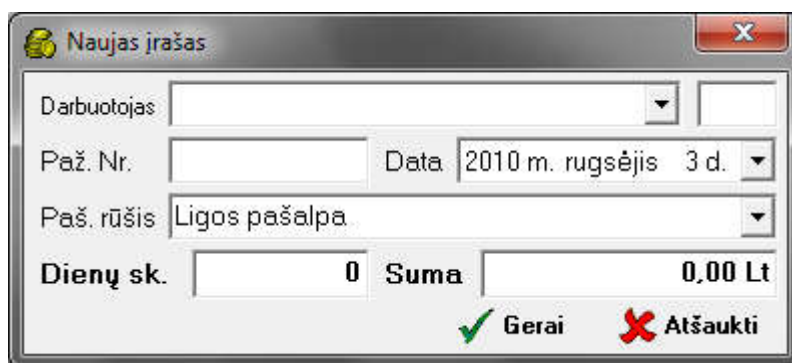 Naujas įrašas
Darbuotojas
Paž. Nr. Data 2010 m. rugsėjis 3 d.
Paš. rūšis Ligos pašalpa
Dienų sk. 0 Suma 0,00 Lt
Gerai Atšaukti